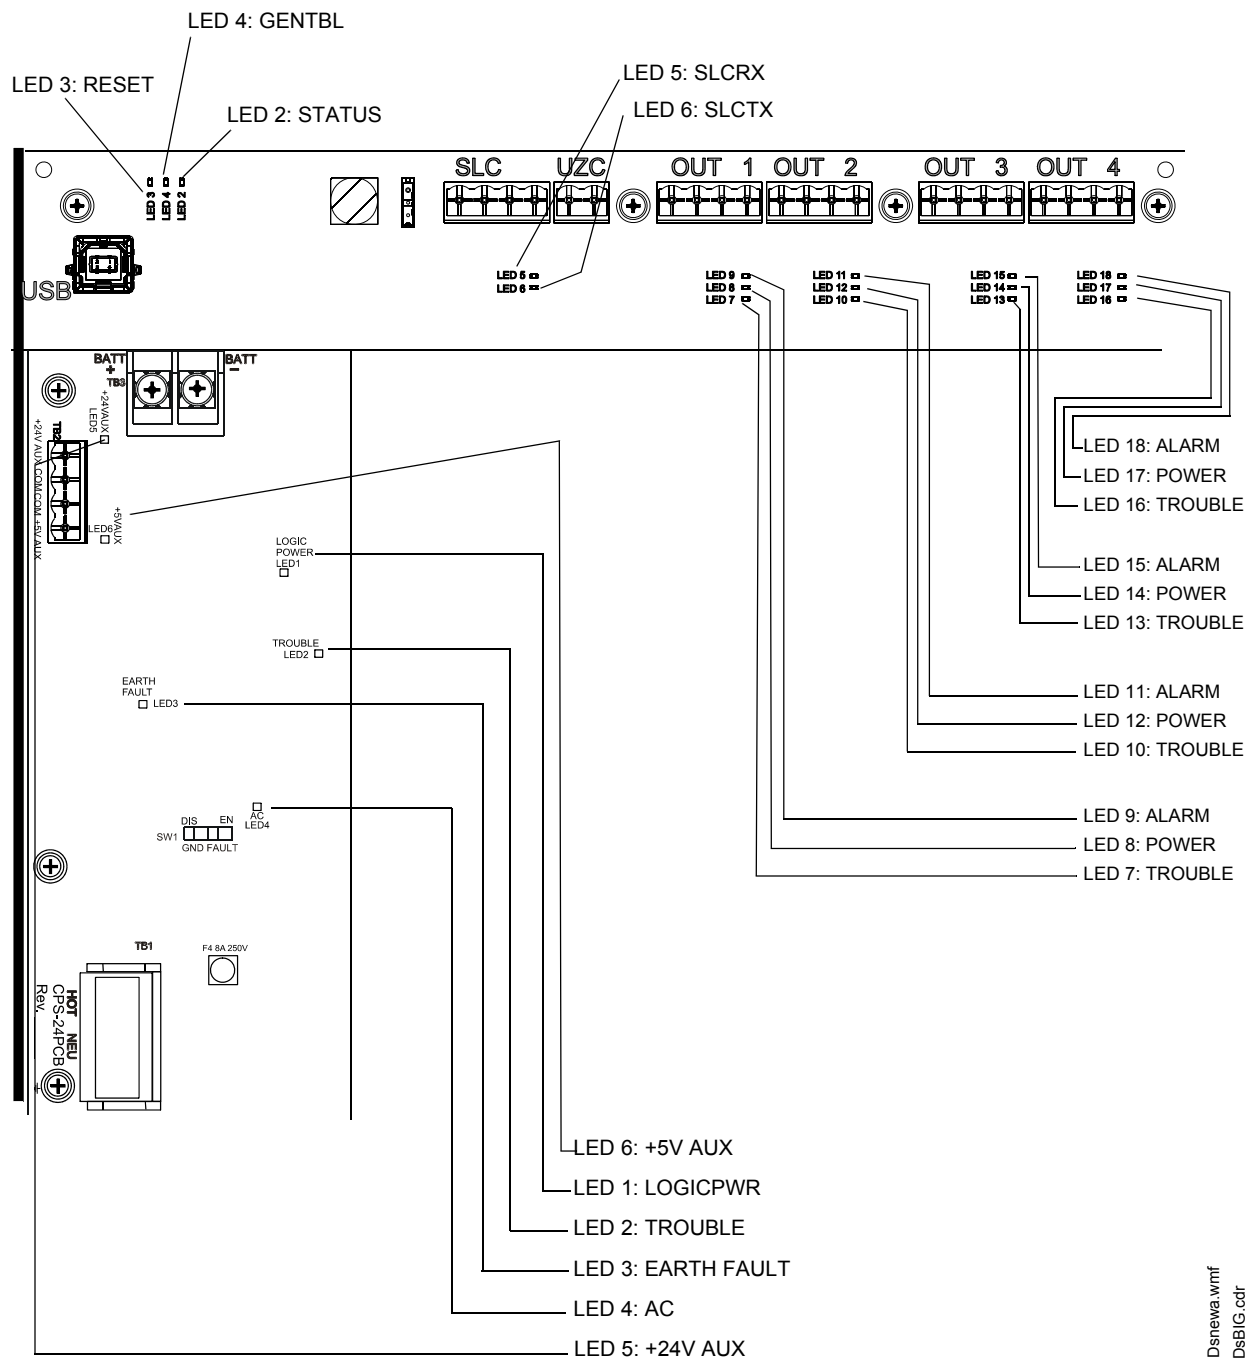 LED 4: GENTBL
LED 3: RESET
LED 5: SLCRX
LED 6: SLCTX
LED 2: STATUS
SLC
UZC
OUT 1
OUT 2
OUT 3
OUT 4
LED 3
LED 4
LED 2
USB
LED 5
LED 6
LED 9
LED 8
LED 7
LED 11
LED 12
LED 10
LED 15
LED 14
LED 13
LED 18
LED 17
LED 16
BATT
+
TB3
BATT
-
+24VAUX
LED5
TB2
+24V AUX COM COM +5V AUX
+5VAUX
LED6
LED 18: ALARM
LED 17: POWER
LED 16: TROUBLE
LOGIC
POWER
LED1
LED 15: ALARM
LED 14: POWER
LED 13: TROUBLE
TROUBLE
LED2
EARTH
FAULT
LED3
LED 11: ALARM
LED 12: POWER
LED 10: TROUBLE
AC
LED4
DIS EN
SW1
GND FAULT
LED 9: ALARM
LED 8: POWER
LED 7: TROUBLE
TB1
F4 8A 250V
HOT NEU
CPS-24PCB
Rev.
LED 6: +5V AUX
LED 1: LOGICPWR
LED 2: TROUBLE
LED 3: EARTH FAULT
LED 4: AC
LED 5: +24V AUX
Dsnewa.wmf
DsBIG.cdr